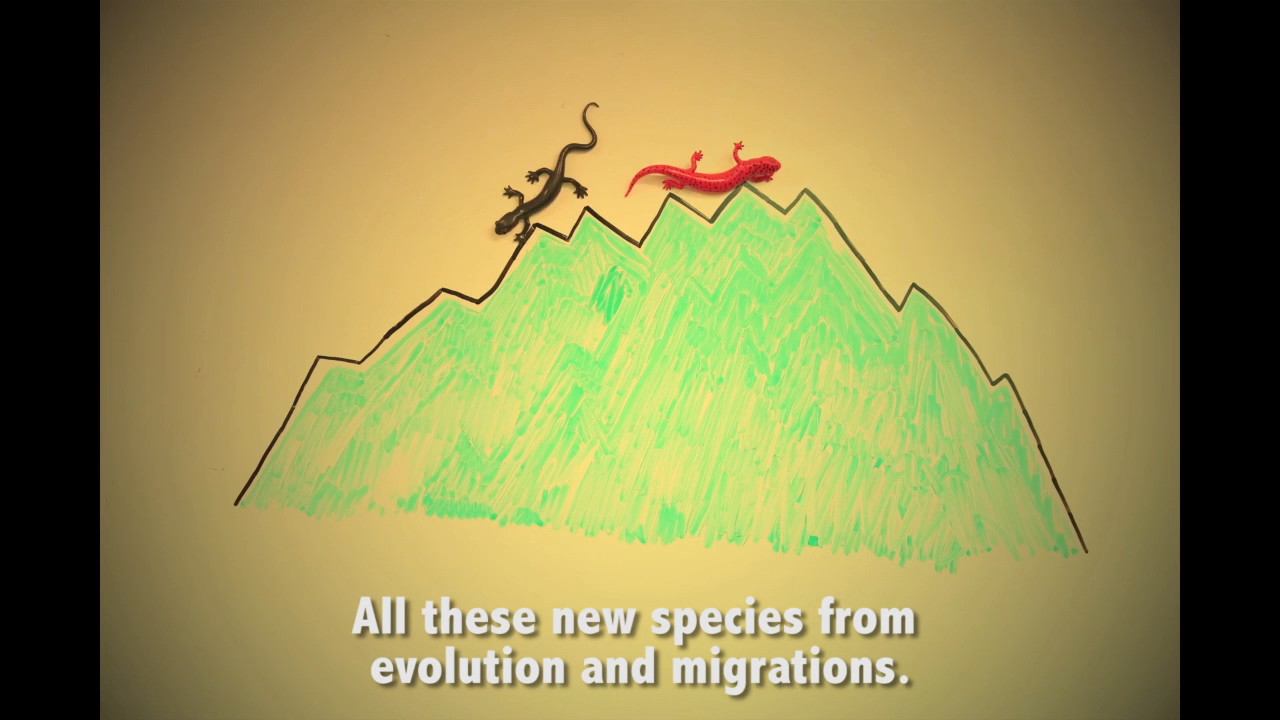 All these new species from
evolution and migrations.